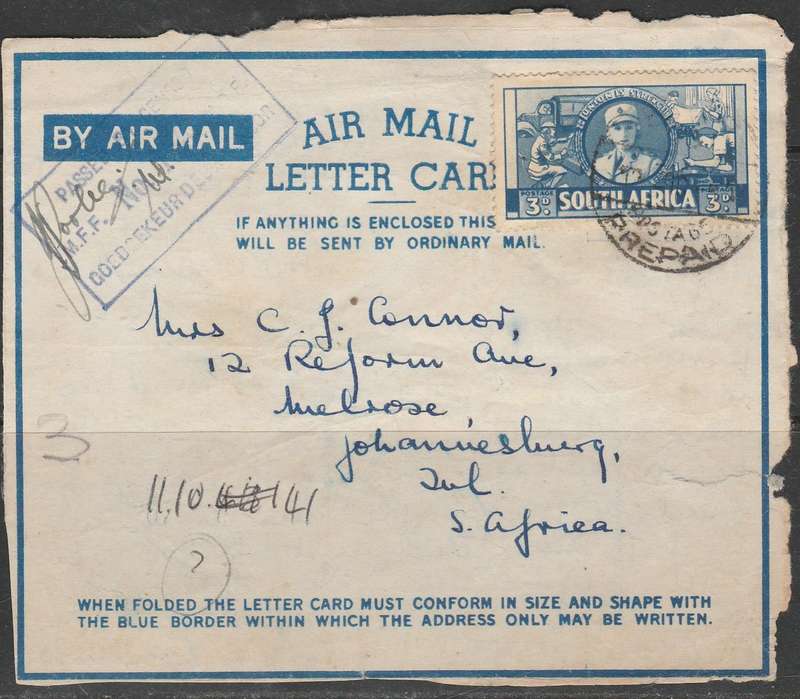 BY AIR MAIL
AIR MAIL
LETTER CAR
IF ANYTHING IS ENCLOSED THIS
WILL BE SENT BY ORDINARY MAIL.
POSTAGE 3D SOUTH AFRICA POSTAGE 3D
PREPAID
PASSED
M.F.F. NO.
GOEDGEKEUR
Mrs C. J. Connor,
12 Reform Ave,
Melrose,
Johannesburg,
Tvl.
S. Africa.
3
11.10. 41
?
WHEN FOLDED THE LETTER CARD MUST CONFORM IN SIZE AND SHAPE WITH
THE BLUE BORDER WITHIN WHICH THE ADDRESS ONLY MAY BE WRITTEN.